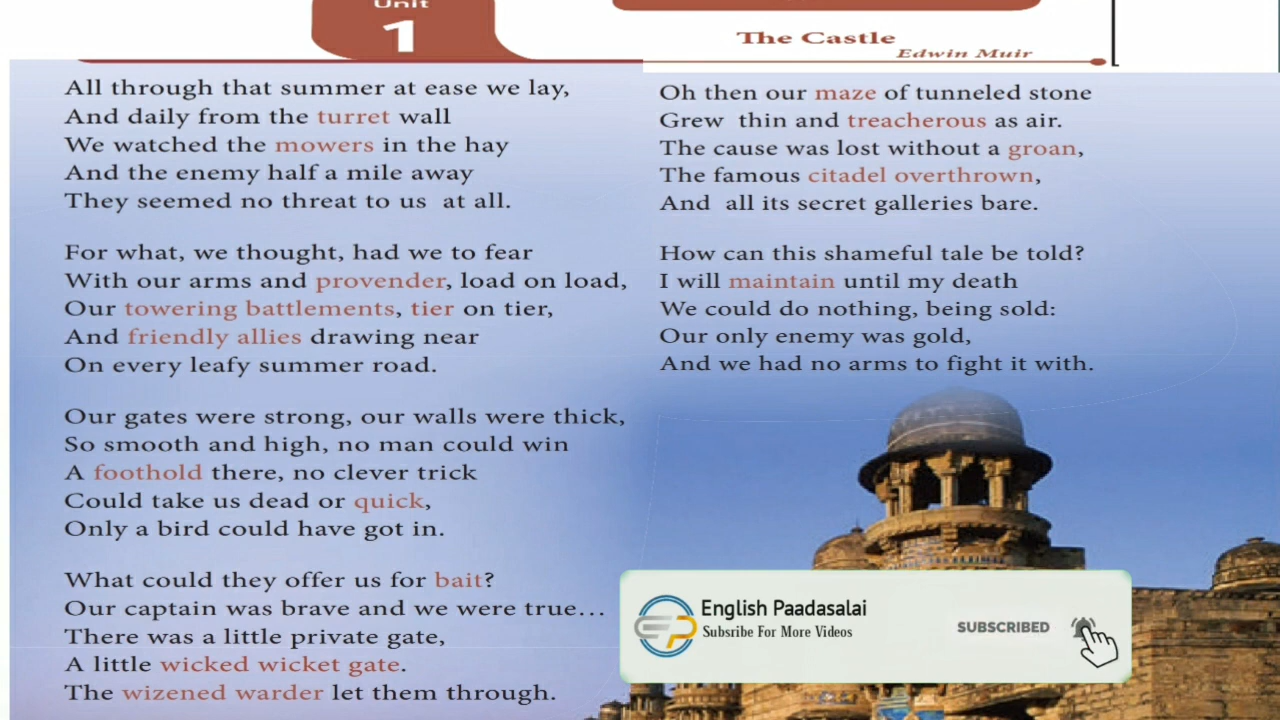 Unit
1
The Castle
Edwin Muir
All through that summer at ease we lay,
And daily from the turret wall
We watched the mowers in the hay
And the enemy half a mile away
They seemed no threat to us at all.
For what, we thought, had we to fear
With our arms and provender, load on load,
Our towering battlements, tier on tier,
And friendly allies drawing near
On every leafy summer road.
Our gates were strong, our walls were thick,
So smooth and high, no man could win
A foothold there, no clever trick
Could take us dead or quick,
Only a bird could have got in.
What could they offer us for bait?
Our captain was brave and we were true...
There was a little private gate,
A little wicked wicket gate.
The wizened warder let them through.
Oh then our maze of tunneled stone
Grew thin and treacherous as air.
The cause was lost without a groan,
The famous citadel overthrown,
And all its secret galleries bare.
How can this shameful tale be told?
I will maintain until my death
We could do nothing, being sold:
Our only enemy was gold,
And we had no arms to fight it with.
English Paadasalai
Subsribe For More Videos
SUBSCRIBED